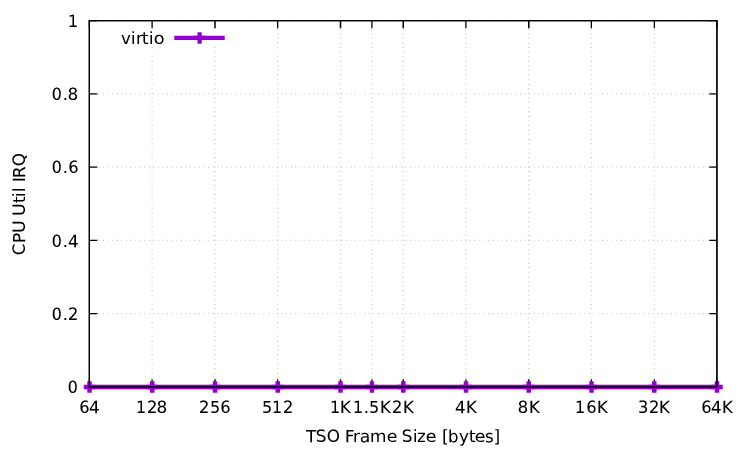 1
virtio
0.8
0.6
CPU Util IRQ
0.4
0.2
0
64 128 256 512 1K 1.5K 2K 4K 8K 16K 32K 64K
TSO Frame Size [bytes]